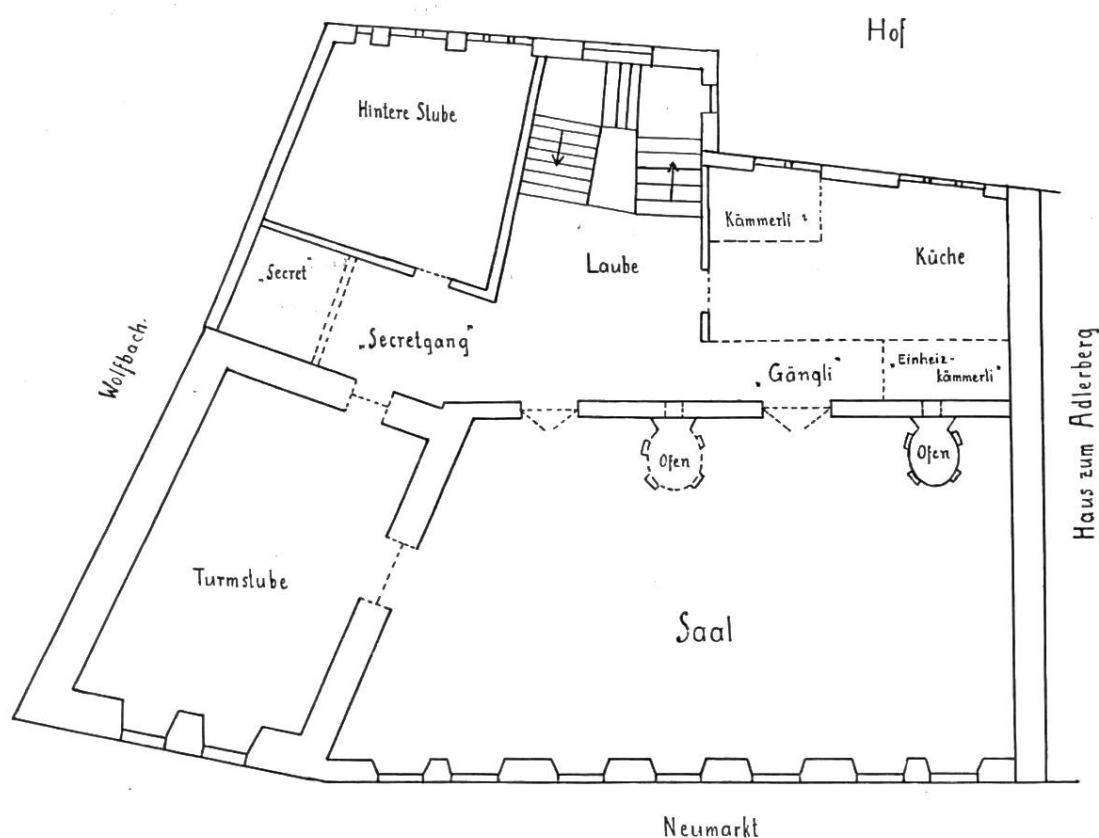 Hof
Hintere Stube
Kämmerli ?
„Secret"
Laube
Küche
Wolfbach.
„Secretgang"
„Gängli"
„Einheiz-
kämmerli"
Ofen
Ofen
Haus zum Adlerberg
Turmstube
Saal
Neumarkt